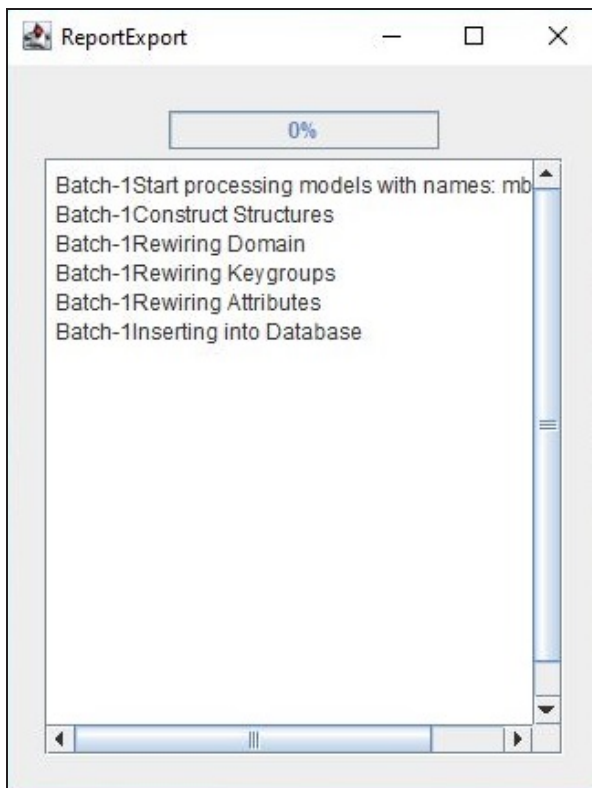 ReportExport
0%
Batch-1Start processing models with names: mb
Batch-1Construct Structures
Batch-1Rewiring Domain
Batch-1Rewiring Keygroups
Batch-1Rewiring Attributes
Batch-1Inserting into Database